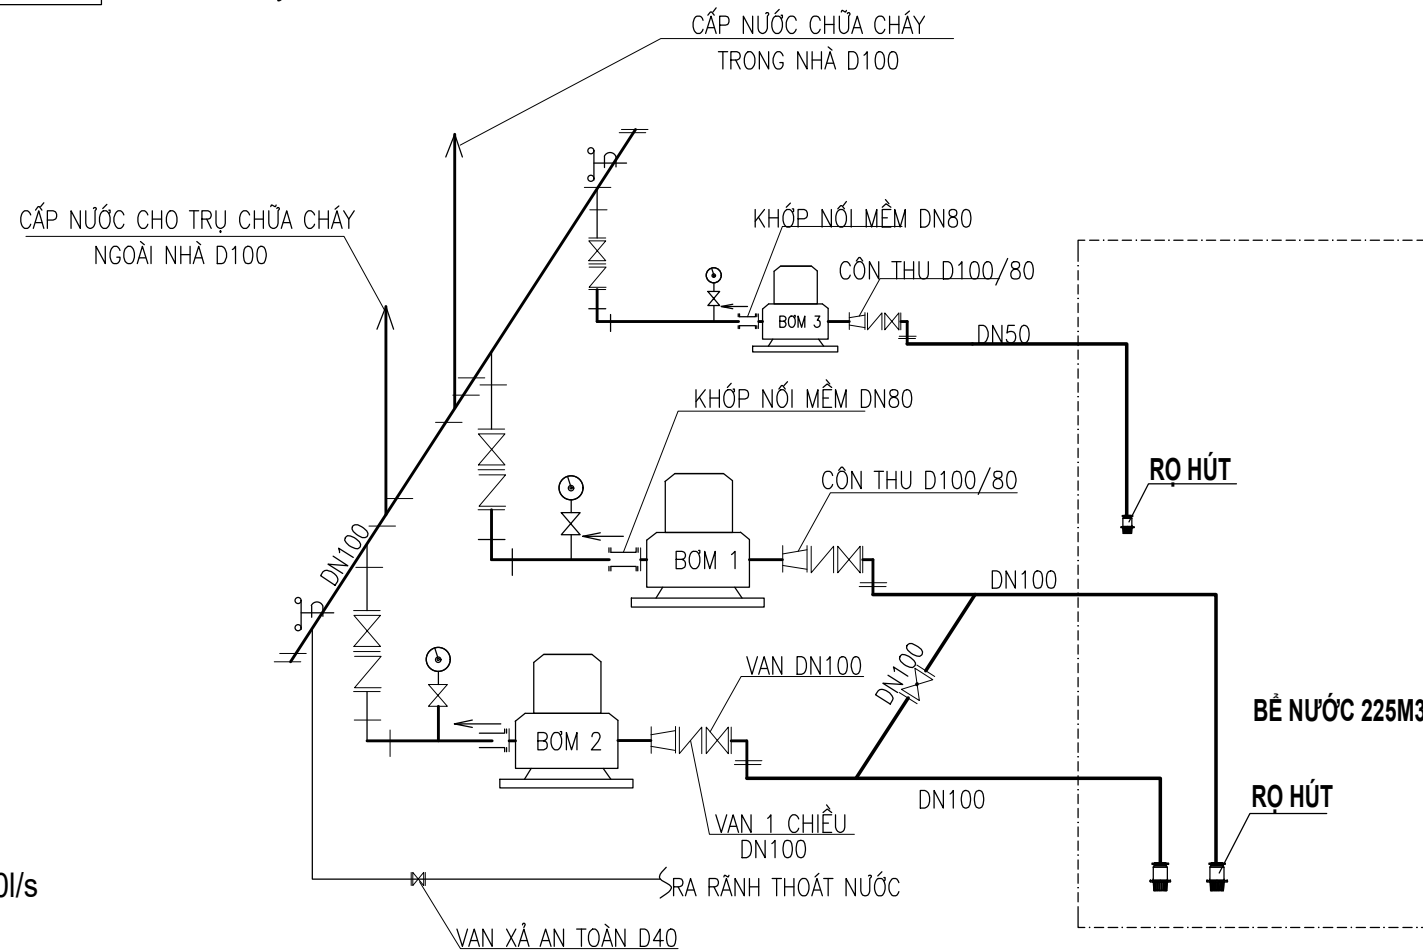 CẤP NƯỚC CHỮA CHÁY
TRONG NHÀ D100
CẤP NƯỚC CHO TRỤ CHỮA CHÁY
NGOÀI NHÀ D100
KHỚP NỐI MỀM DN80
CÔN THU D100/80
BƠM 3
DN50
KHỚP NỐI MỀM DN80
CÔN THU D100/80
RỌ HÚT
DN100
BƠM 1
DN100
DN100
VAN DN100
BỂ NƯỚC 225M3
BƠM 2
DN100
RỌ HÚT
VAN 1 CHIỀU
DN100
0l/s
RA RÃNH THOÁT NƯỚC
VAN XẢ AN TOÀN D40